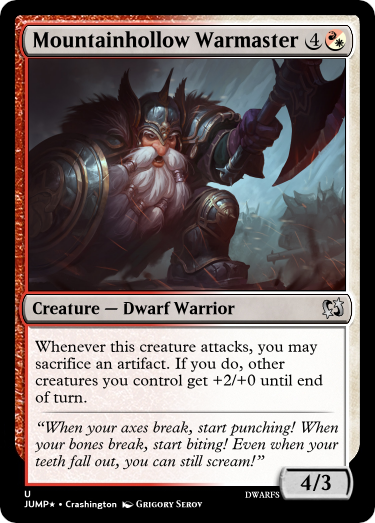 Mountainhollow Warmaster 4
Creature — Dwarf Warrior
Whenever this creature attacks, you may
sacrifice an artifact. If you do, other
creatures you control get +2/+0 until end
of turn.
“When your axes break, start punching! When
your bones break, start biting! Even when your
teeth fall out, you can still scream!”
4/3
U
DWARFS
JUMP★ • Crashington Grigory Serov